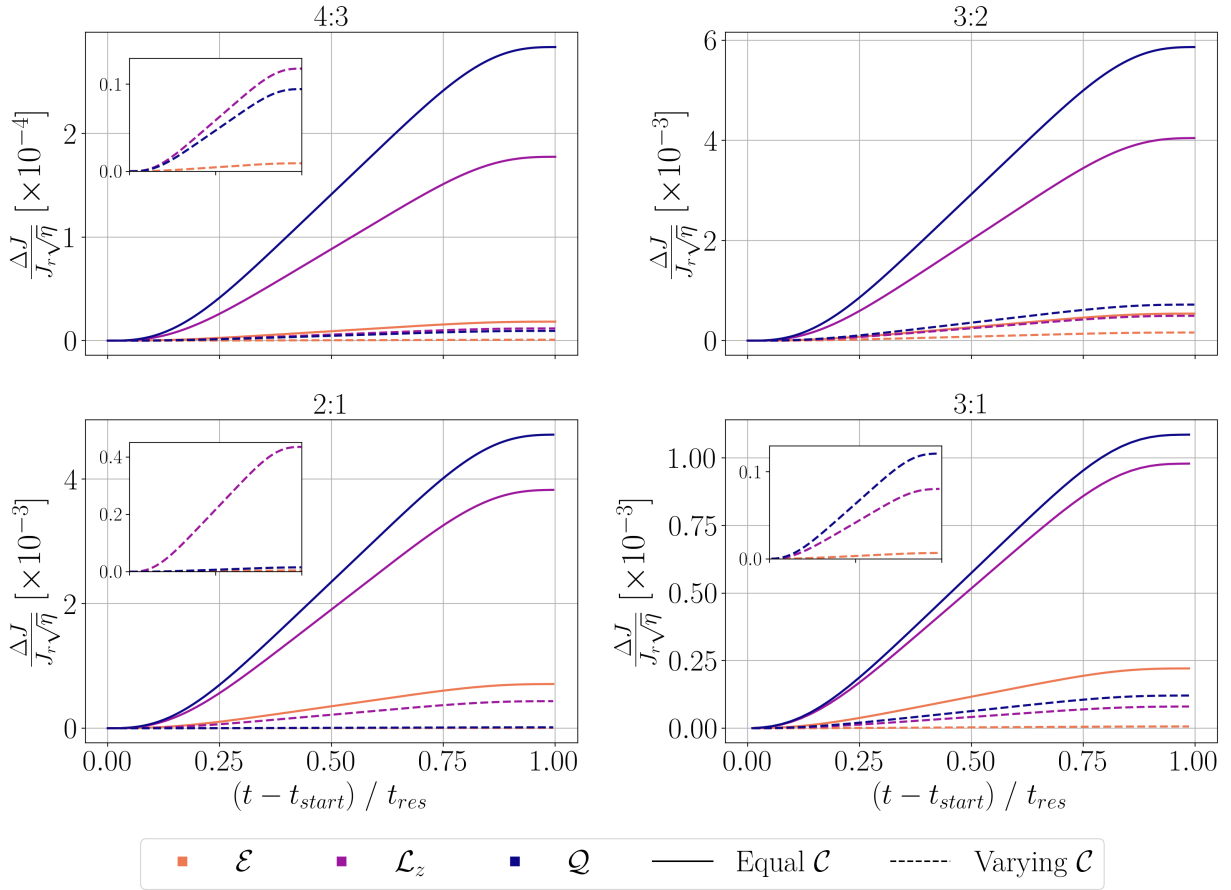 4:3
ΔJ / J_r√η [×10⁻⁴]
2
1
0
0.1
0.0
3:2
ΔJ / J_r√η [×10⁻³]
6
4
2
0
2:1
ΔJ / J_r√η [×10⁻³]
4
2
0
0.4
0.2
0.0
0.00 0.25 0.50 0.75 1.00
(t − t_start) / t_res
3:1
ΔJ / J_r√η [×10⁻³]
1.00
0.75
0.50
0.25
0.00
0.1
0.0
0.00 0.25 0.50 0.75 1.00
(t − t_start) / t_res
ℰ ℒ_z 𝒬 Equal 𝒞 Varying 𝒞